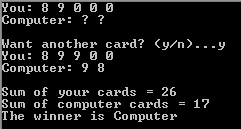 You: 8 9 0 0 0
Computer: ? ?
Want another card? (y/n)...y
You: 8 9 9 0 0
Computer: 9 8
Sum of your cards = 26
Sum of computer cards = 17
The winner is Computer